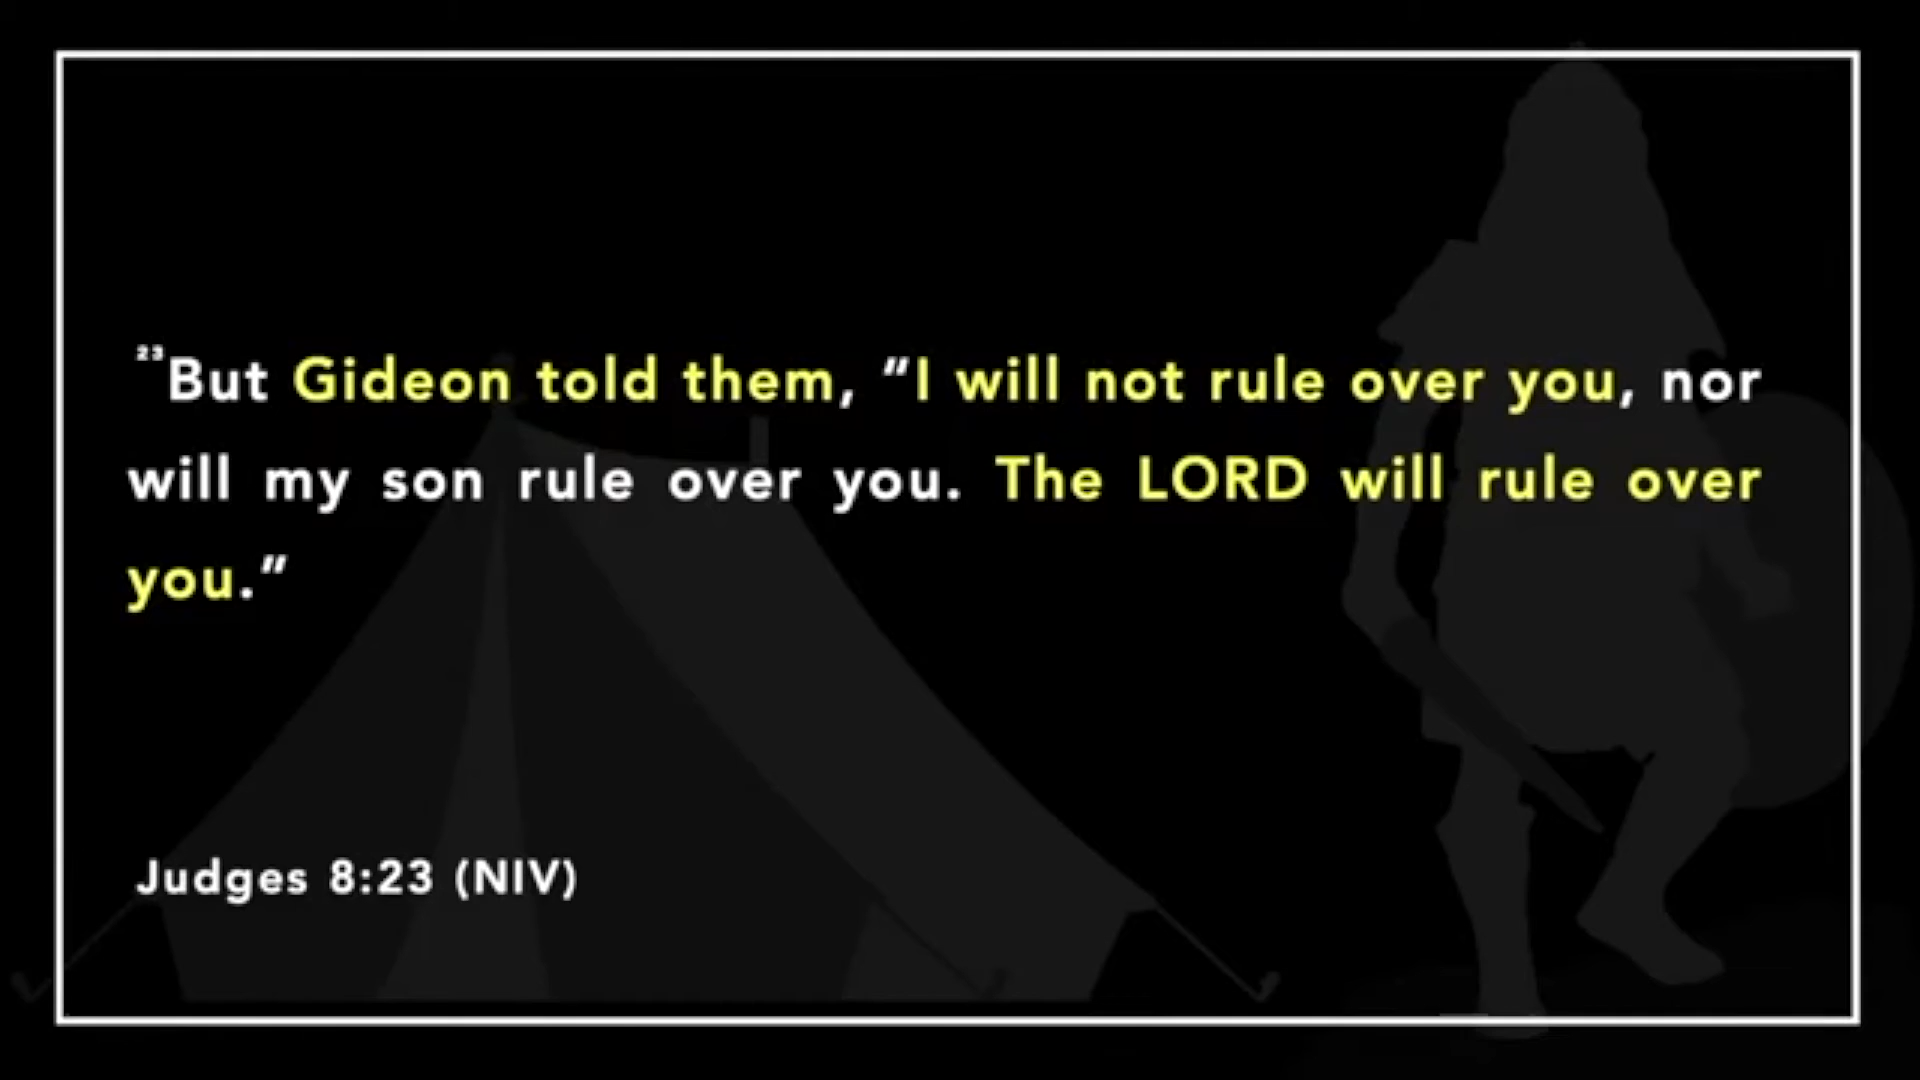 ²³But Gideon told them, “I will not rule over you, nor
will my son rule over you. The LORD will rule over
you.”
Judges 8:23 (NIV)